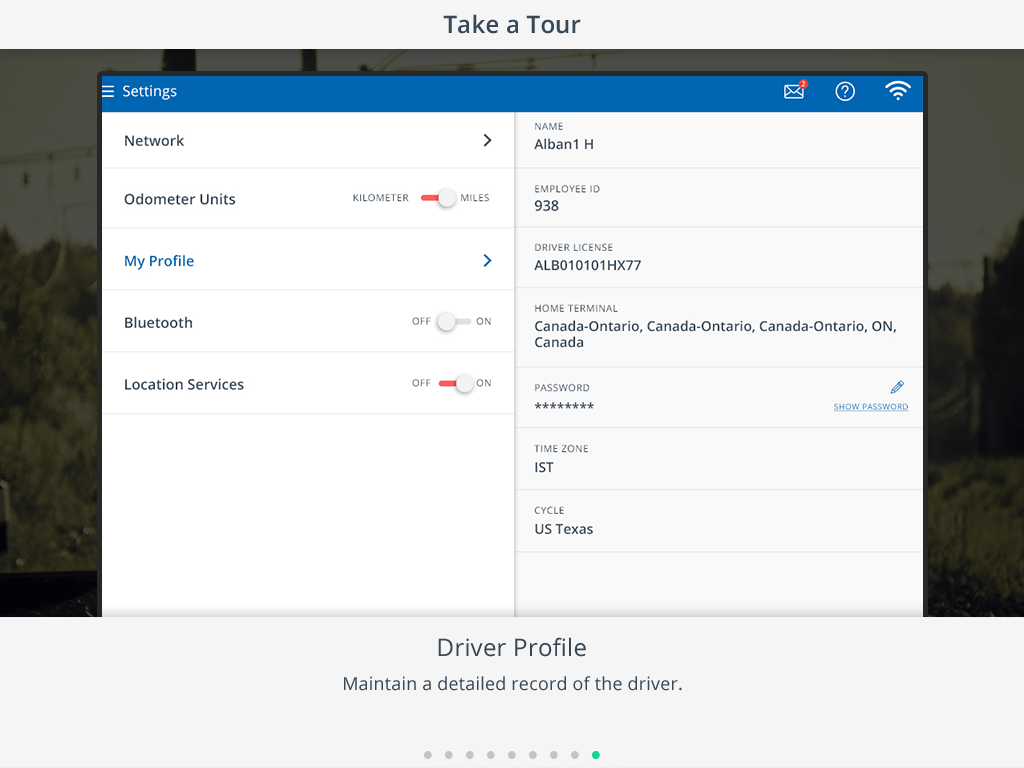 Take a Tour
Settings
2
Network
Odometer Units
KILOMETER
MILES
My Profile
Bluetooth
OFF
ON
Location Services
OFF
ON
NAME
Alban1 H
EMPLOYEE ID
938
DRIVER LICENSE
ALB010101HX77
HOME TERMINAL
Canada-Ontario, Canada-Ontario, Canada-Ontario, ON,
Canada
PASSWORD
********
SHOW PASSWORD
TIME ZONE
IST
CYCLE
US Texas
Driver Profile
Maintain a detailed record of the driver.